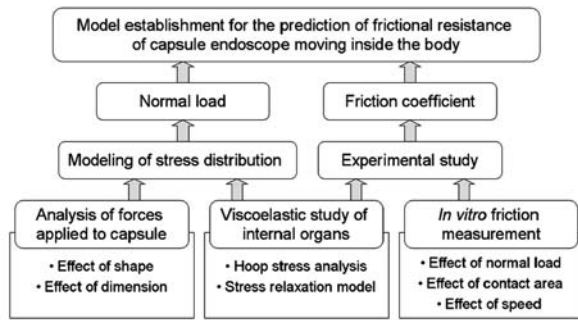 Model establishment for the prediction of frictional resistance
of capsule endoscope moving inside the body
Normal load
Friction coefficient
Modeling of stress distribution
Experimental study
Analysis of forces
applied to capsule
• Effect of shape
• Effect of dimension
Viscoelastic study of
internal organs
• Hoop stress analysis
• Stress relaxation model
In vitro friction
measurement
• Effect of normal load
• Effect of contact area
• Effect of speed